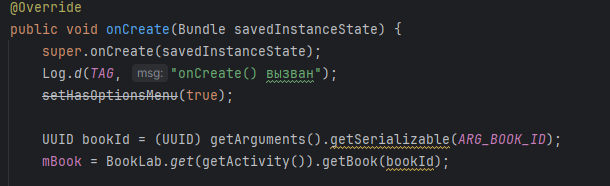 @Override
public void onCreate(Bundle savedInstanceState) {
super.onCreate(savedInstanceState);
Log.d(TAG, msg: "onCreate() вызван");
setHasOptionsMenu(true);
UUID bookId = (UUID) getArguments().getSerializable(ARG_BOOK_ID);
mBook = BookLab.get(getActivity()).getBook(bookId);